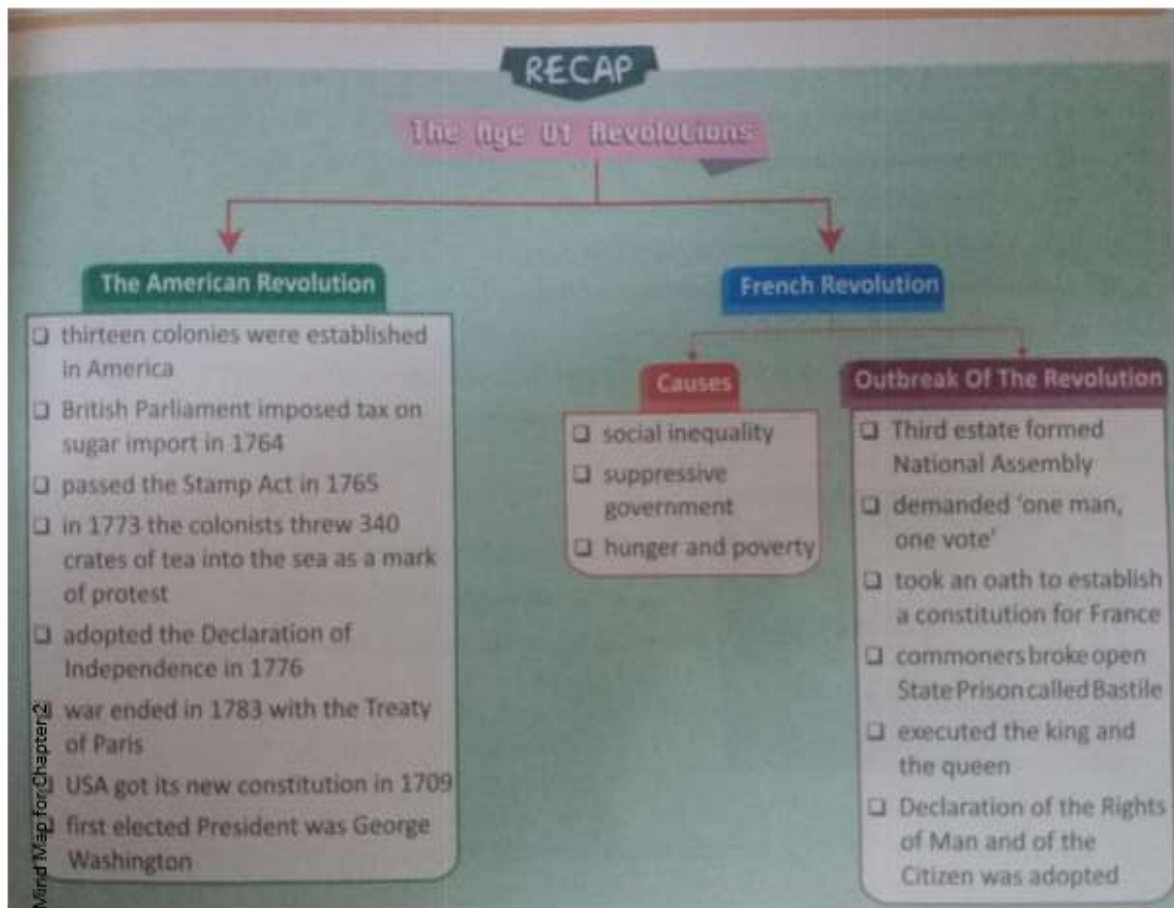 RECAP
The Age Of Revolutions
The American Revolution
❑ thirteen colonies were established
in America
❑ British Parliament imposed tax on
sugar import in 1764
❑ passed the Stamp Act in 1765
❑ in 1773 the colonists threw 340
crates of tea into the sea as a mark
of protest
❑ adopted the Declaration of
Independence in 1776
❑ war ended in 1783 with the Treaty
of Paris
❑ USA got its new constitution in 1709
❑ first elected President was George
Washington
French Revolution
Causes
❑ social inequality
❑ suppressive
government
❑ hunger and poverty
Outbreak Of The Revolution
❑ Third estate formed
National Assembly
❑ demanded ‘one man,
one vote’
❑ took an oath to establish
a constitution for France
❑ commoners broke open
State Prison called Bastile
❑ executed the king and
the queen
❑ Declaration of the Rights
of Man and of the
Citizen was adopted
Mind Map for Chapter 2